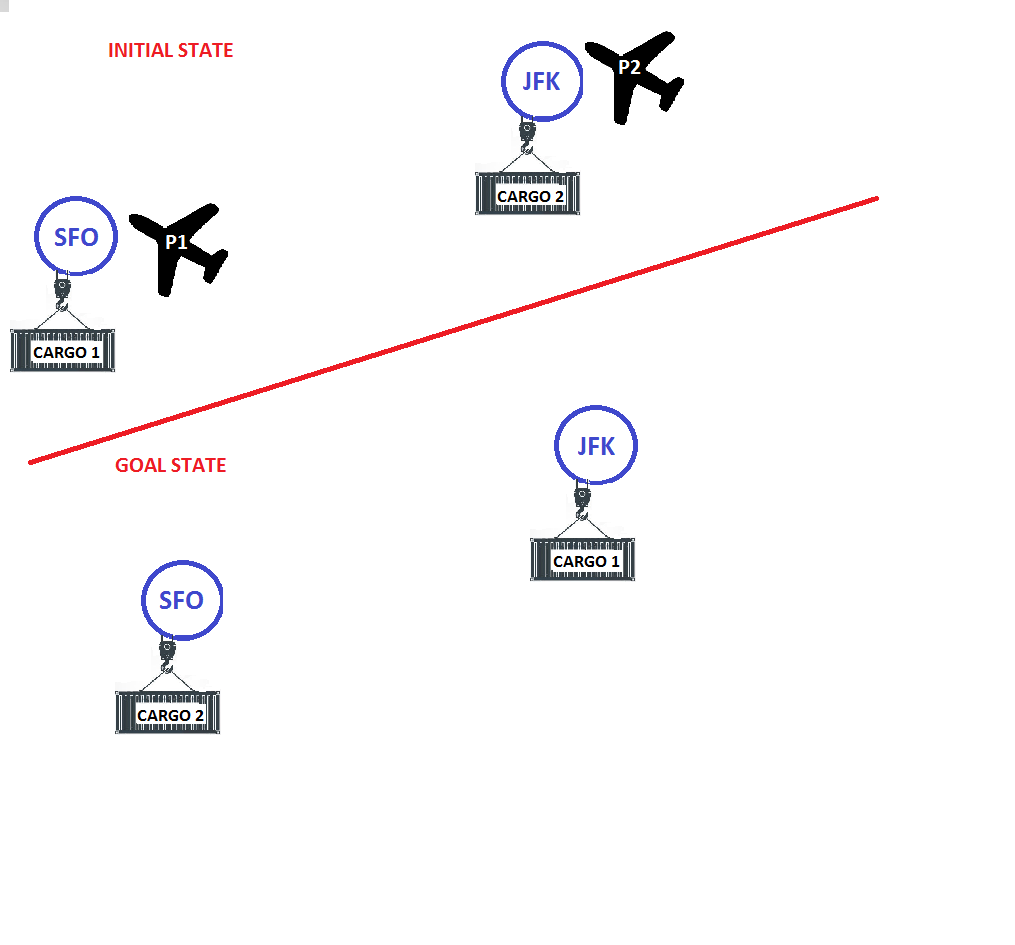 INITIAL STATE
JFK
P2
CARGO 2
SFO
P1
CARGO 1
GOAL STATE
JFK
CARGO 1
SFO
CARGO 2